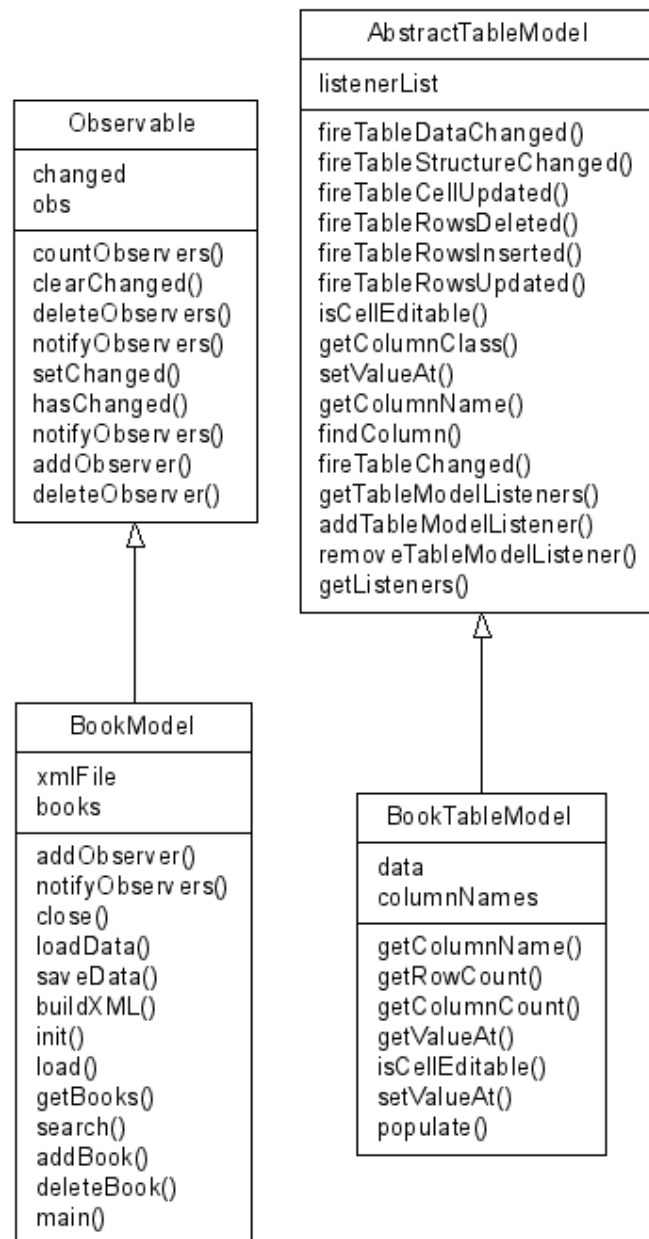 Observable
changed
obs
countObservers()
clearChanged()
deleteObservers()
notifyObservers()
setChanged()
hasChanged()
notifyObservers()
addObserver()
deleteObserver()
AbstractTableModel
listenerList
fireTableDataChanged()
fireTableStructureChanged()
fireTableCellUpdated()
fireTableRowsDeleted()
fireTableRowsInserted()
fireTableRowsUpdated()
isCellEditable()
getColumnClass()
setValueAt()
getColumnName()
findColumn()
fireTableChanged()
getTableModelListeners()
addTableModelListener()
removeTableModelListener()
getListeners()
BookModel
xmlFile
books
addObserver()
notifyObservers()
close()
loadData()
saveData()
buildXML()
init()
load()
getBooks()
search()
addBook()
deleteBook()
main()
BookTableModel
data
columnNames
getColumnName()
getRowCount()
getColumnCount()
getValueAt()
isCellEditable()
setValueAt()
populate()